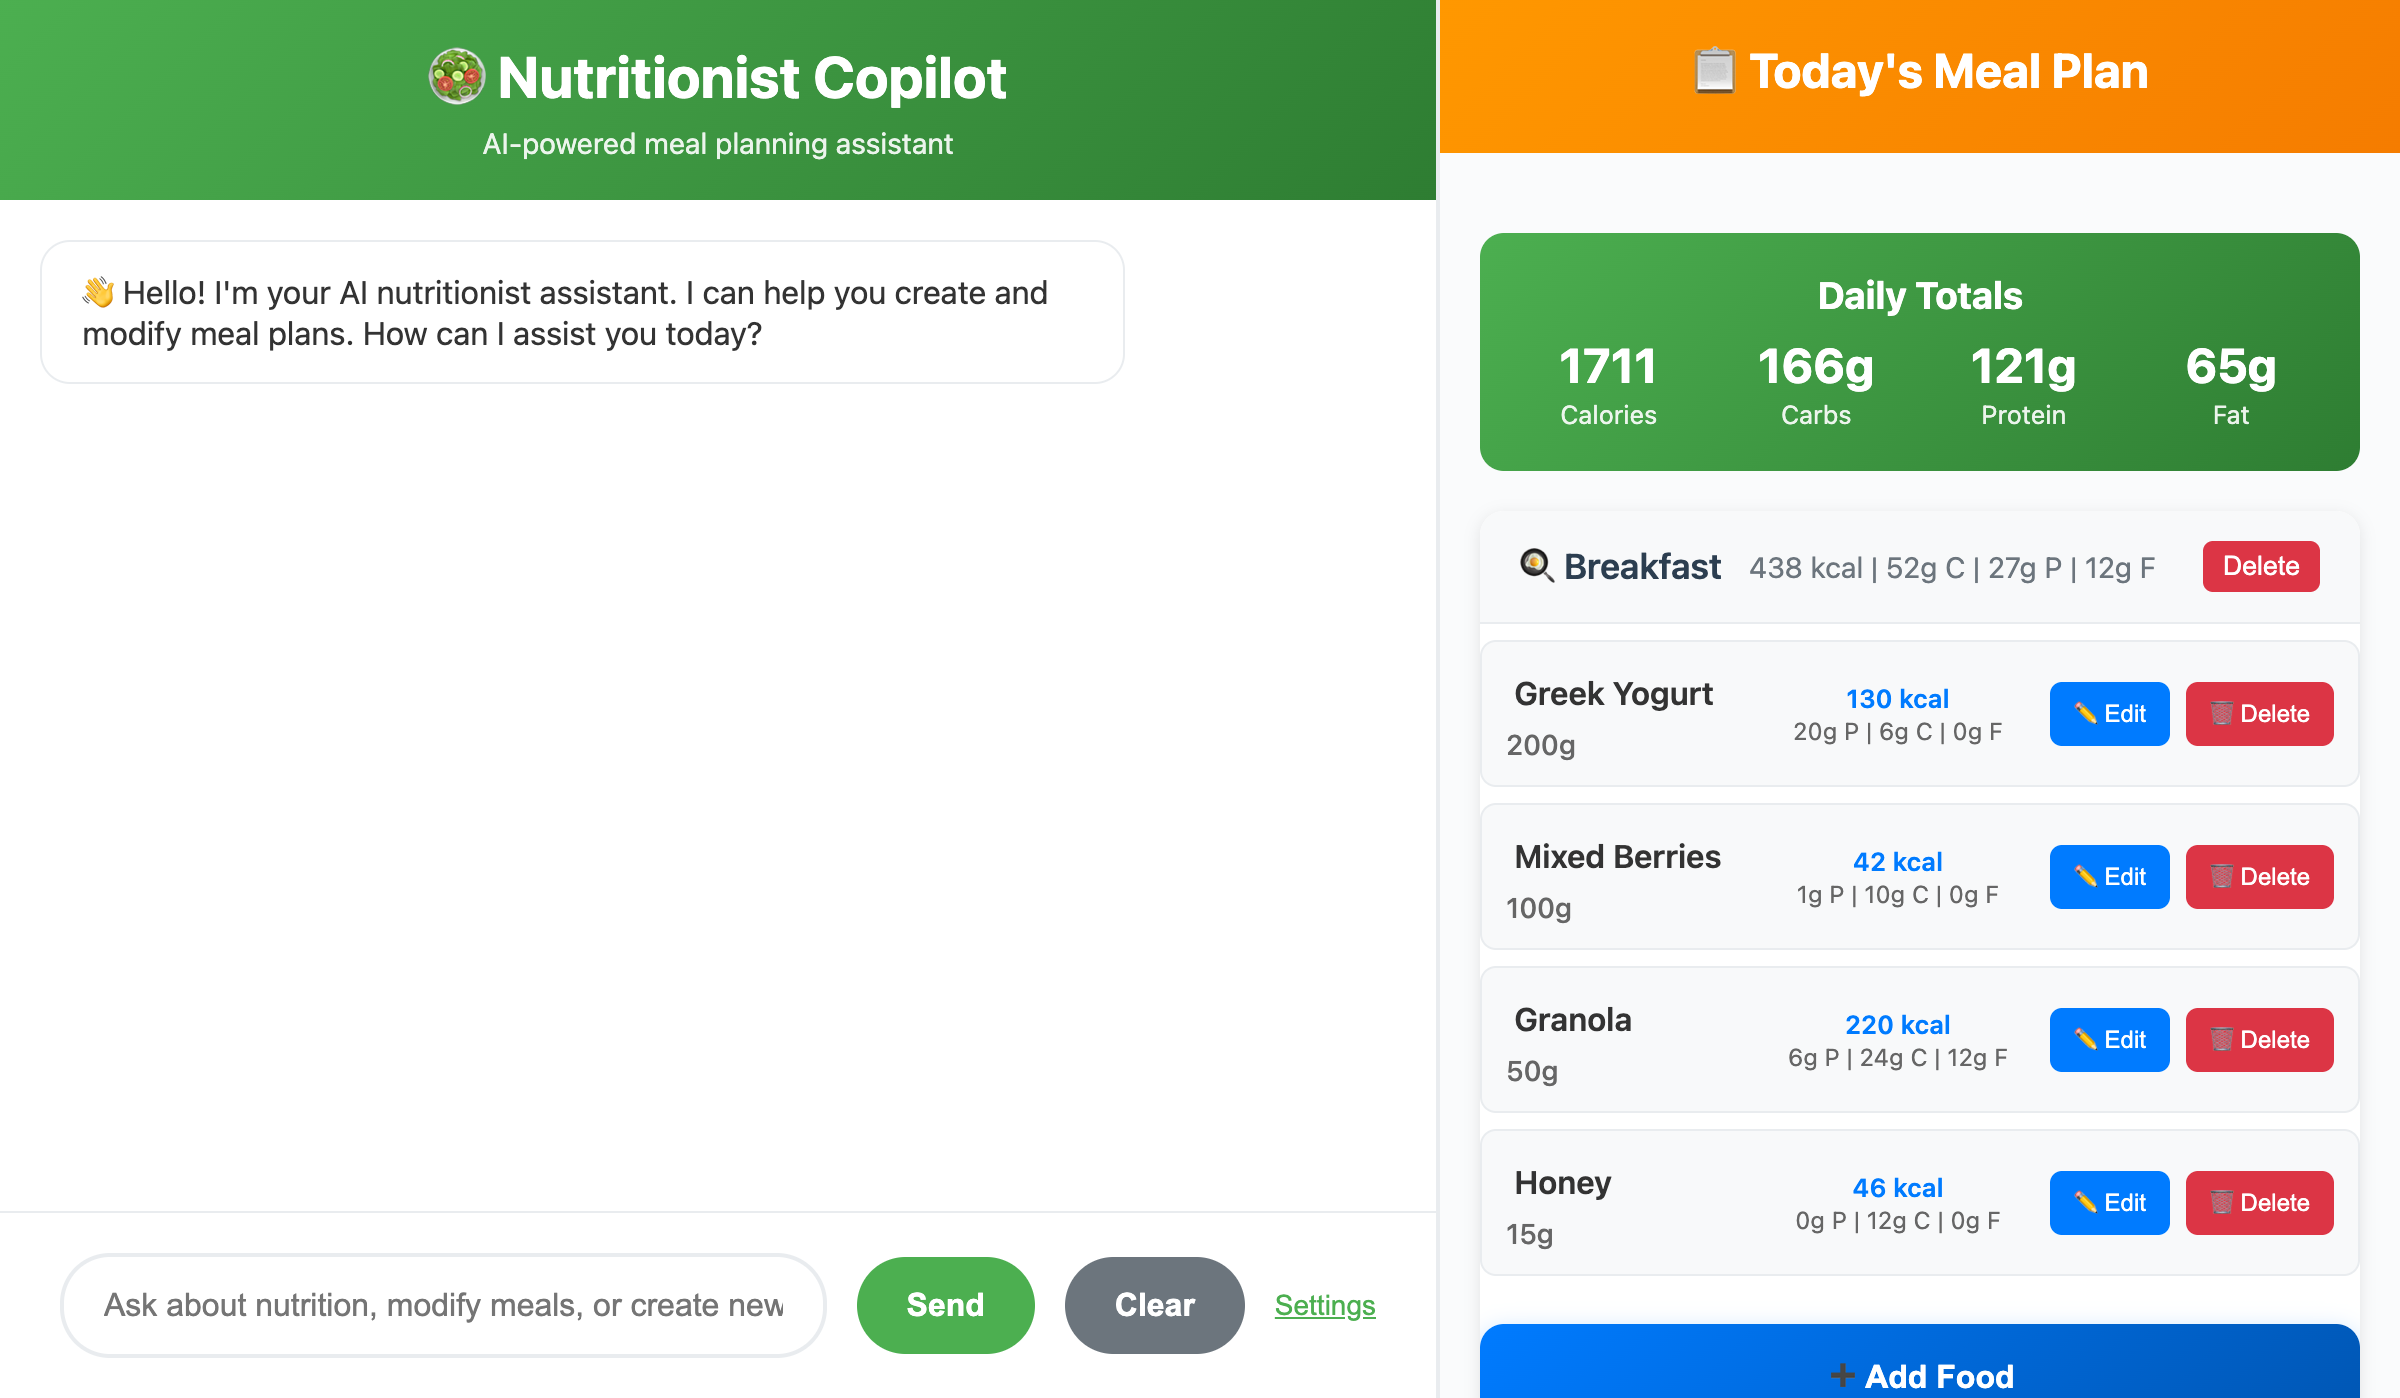 Nutritionist Copilot
AI-powered meal planning assistant
👋 Hello! I'm your AI nutritionist assistant. I can help you create and
modify meal plans. How can I assist you today?
Ask about nutrition, modify meals, or create new
Send
Clear
Settings
Today's Meal Plan
Daily Totals
1711 166g 121g 65g
Calories Carbs Protein Fat
Breakfast 438 kcal | 52g C | 27g P | 12g F Delete
Greek Yogurt
200g
130 kcal
20g P | 6g C | 0g F
Edit
Delete
Mixed Berries
100g
42 kcal
1g P | 10g C | 0g F
Edit
Delete
Granola
50g
220 kcal
6g P | 24g C | 12g F
Edit
Delete
Honey
15g
46 kcal
0g P | 12g C | 0g F
Edit
Delete
+ Add Food